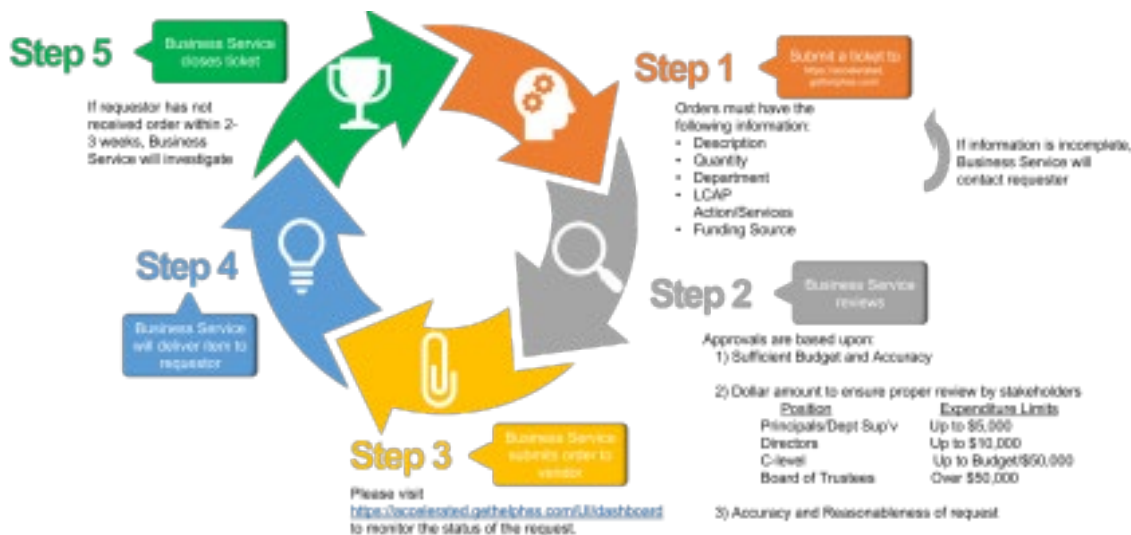 Step 5
Business Service
closes ticket
If requestor has not
received order within 2-
3 weeks, Business
Service will investigate
Step 1
Submit a ticket to
Orders must have the
following information:
• Description
• Quantity
• Department
• LCAP
Action/Services
• Funding Source
If information is incomplete,
Business Service will
contact requester
Step 4
Business Service
will deliver item to
requestor
Step 2
Business Service
reviews
Approvals are based upon:
1) Sufficient Budget and Accuracy
2) Dollar amount to ensure proper review by stakeholders
Position Expenditure Limits
Principals/Dept Sup'v Up to $5,000
Directors Up to $10,000
C-level Up to Budget/$50,000
Board of Trustees Over $50,000
3) Accuracy and Reasonableness of request
Step 3
Business Service
submits order to
vendor
Please visit
https://accelerated.gethelphss.com/UI/dashboard
to monitor the status of the request.